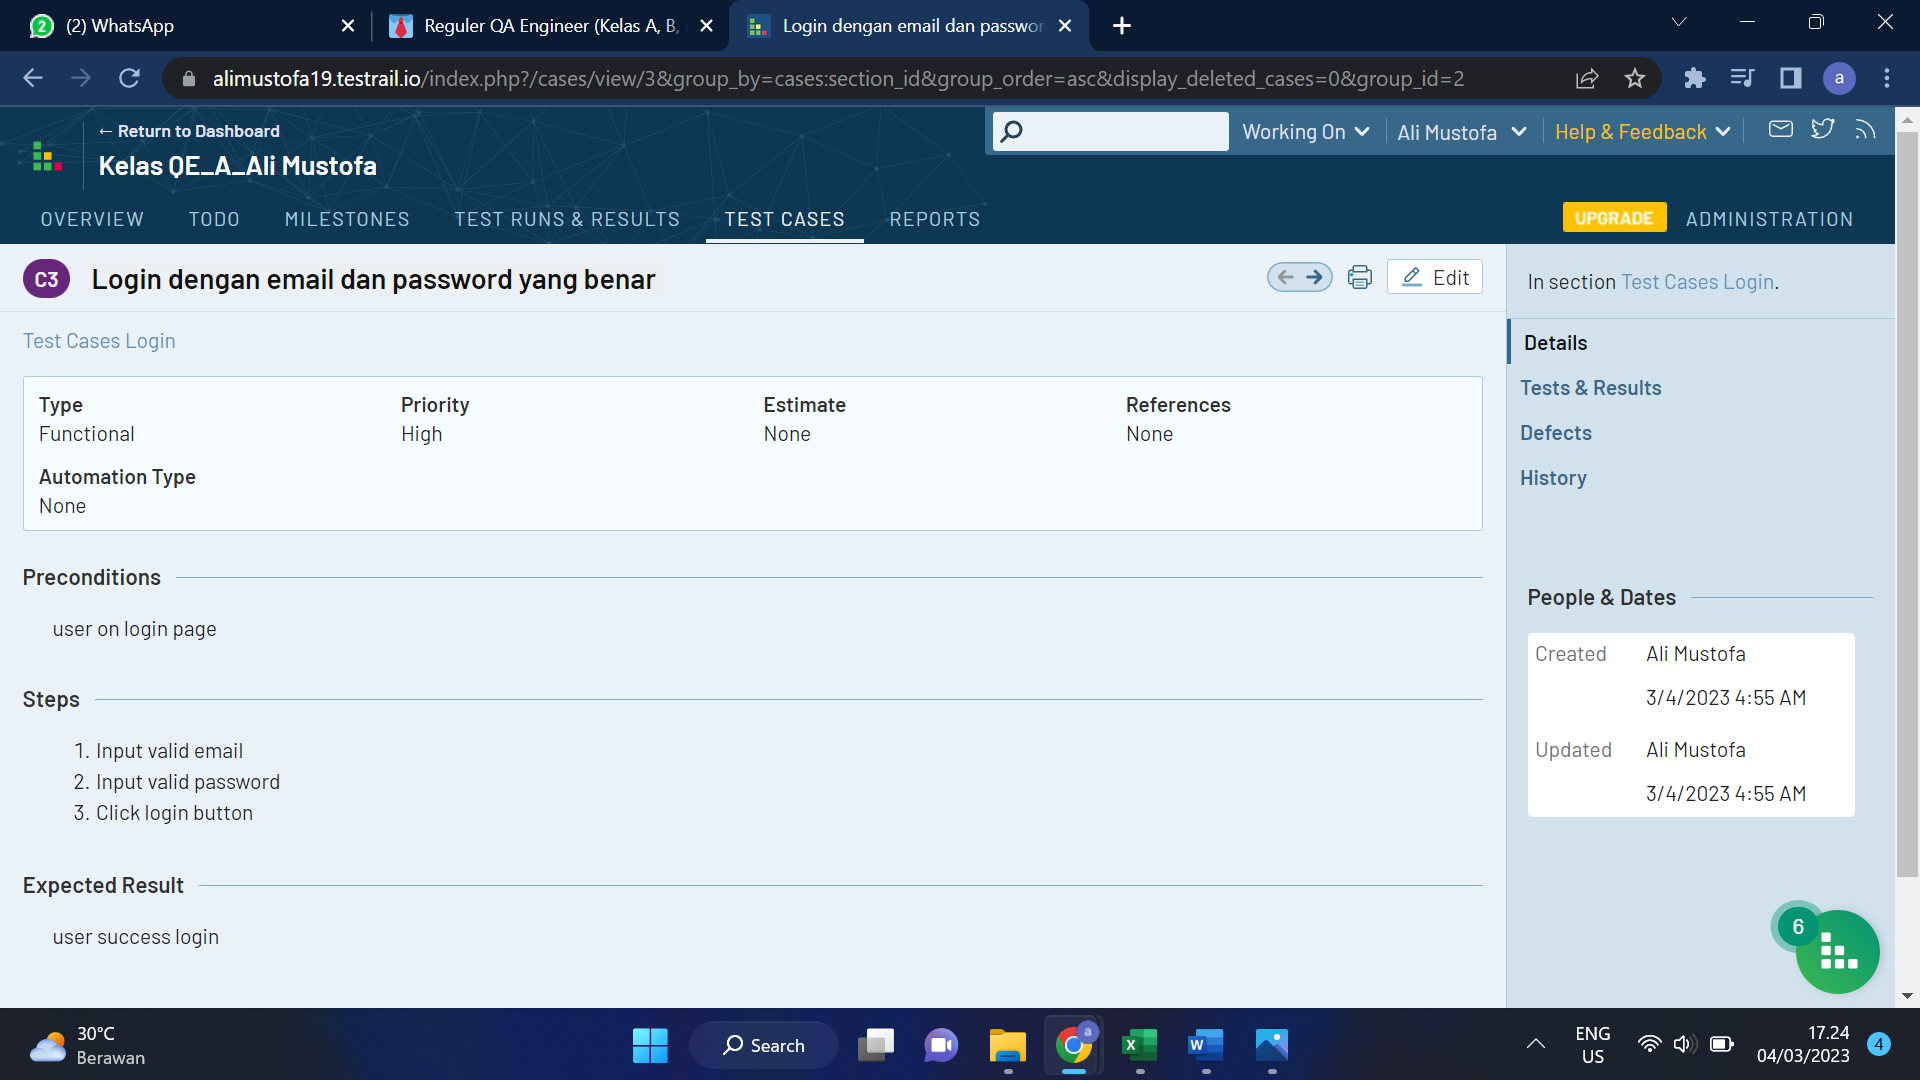 (2) WhatsApp
Reguler QA Engineer (Kelas A, B,
Login dengan email dan passwor
alimustofa19.testrail.io/index.php?/cases/view/3&group_by=cases:section_id&group_order=asc&display_deleted_cases=0&group_id=2
a
← Return to Dashboard
Kelas QE_A_Ali Mustofa
Working On
Ali Mustofa
Help & Feedback
OVERVIEW
TODO
MILESTONES
TEST RUNS & RESULTS
TEST CASES
REPORTS
UPGRADE
ADMINISTRATION
C3
Login dengan email dan password yang benar
Edit
In section Test Cases Login.
Test Cases Login
Type
Functional
Priority
High
Estimate
None
References
None
Automation Type
None
Details
Tests & Results
Defects
History
Preconditions
user on login page
Steps
1. Input valid email
2. Input valid password
3. Click login button
Expected Result
user success login
People & Dates
Created Ali Mustofa
3/4/2023 4:55 AM
Updated Ali Mustofa
3/4/2023 4:55 AM
6
30°C
Berawan
Search
ENG
US
17.24
04/03/2023
4